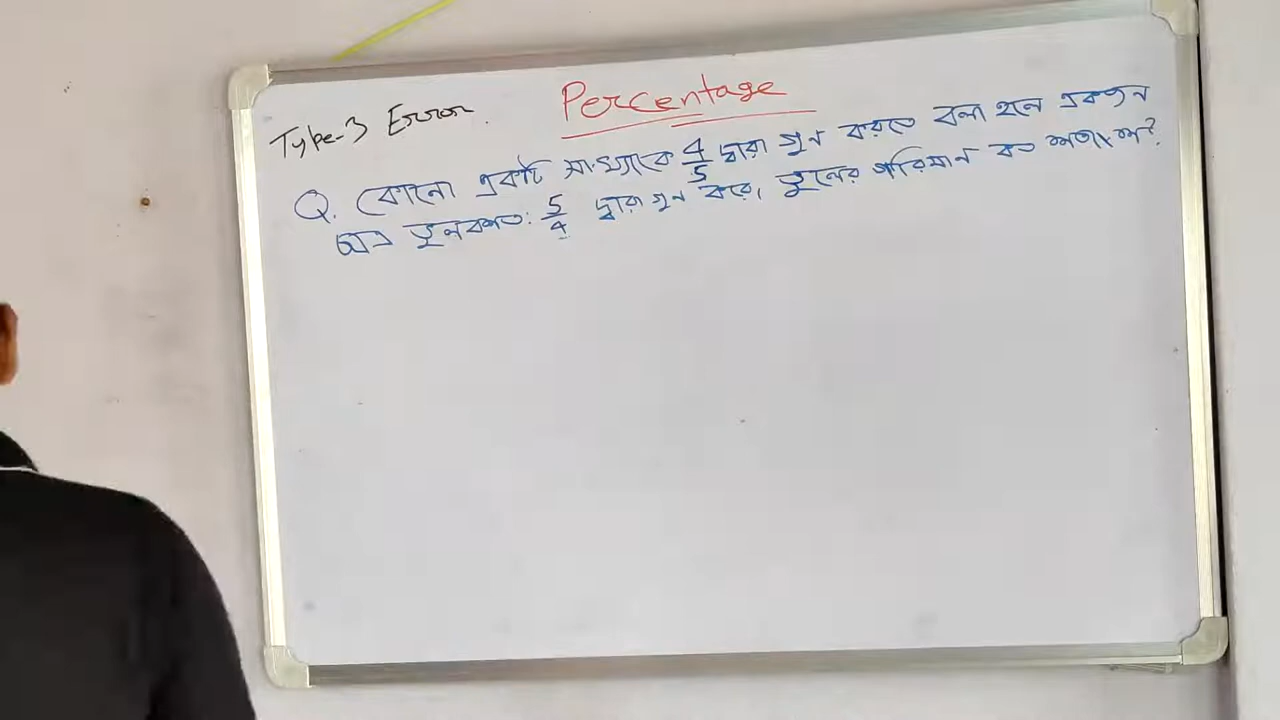 Percentage
Type-3 Error.
Q. কোনো একটি সংখ্যাকে 4/5 দ্বারা গুন করতে বলা হলে একজন
ছাত্র ভুলবশত: 5/4 দ্বারা গুন করে। ভুলের পরিমান কত শতাংশ?